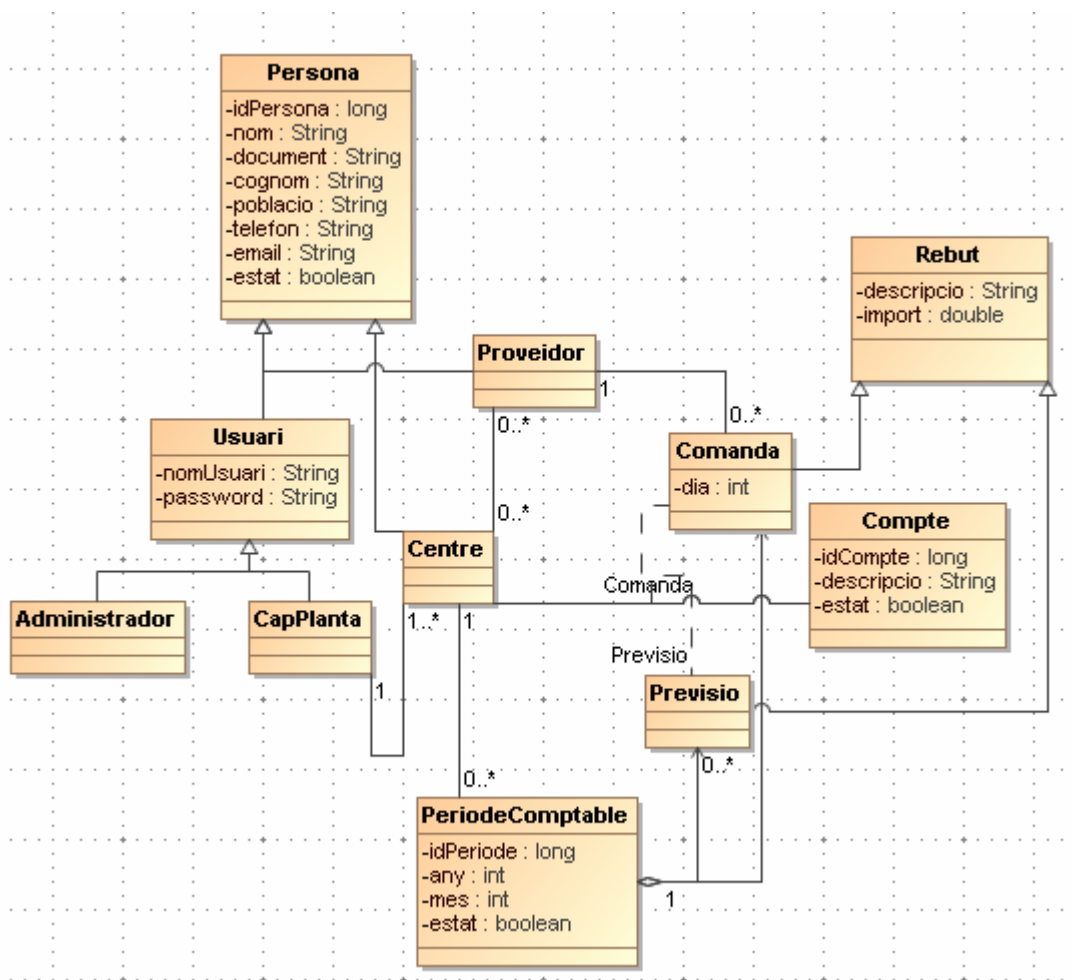 Persona
-idPersona : long
-nom : String
-document : String
-cognom : String
-poblacio : String
-telefon : String
-email : String
-estat : boolean
Rebut
-descripcio : String
-import : double
Proveidor
1
0..*
0..*
Usuari
-nomUsuari : String
-password : String
Comanda
-dia : int
0..*
Centre
Compte
-idCompte : long
-descripcio : String
-estat : boolean
Comanda
Administrador
CapPlanta
1..*
1
1
Previsio
Previsio
0..*
0..*
PeriodeComptable
-idPeriode : long
-any : int
-mes : int
-estat : boolean
1